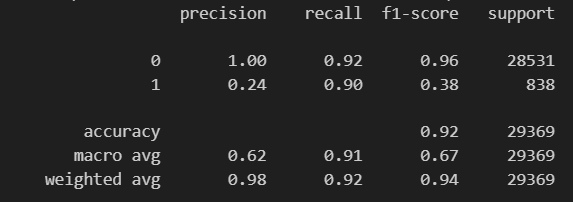 precision recall f1-score support
0 1.00 0.92 0.96 28531
1 0.24 0.90 0.38 838
accuracy 0.92 29369
macro avg 0.62 0.91 0.67 29369
weighted avg 0.98 0.92 0.94 29369